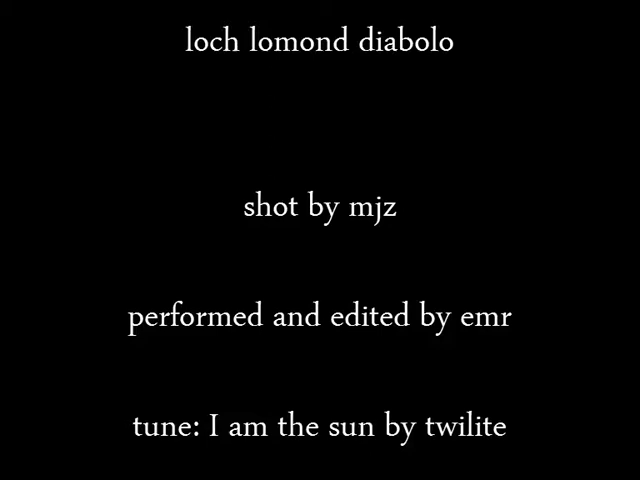 loch lomond diabolo
shot by mjz
performed and edited by emr
tune: I am the sun by twilite